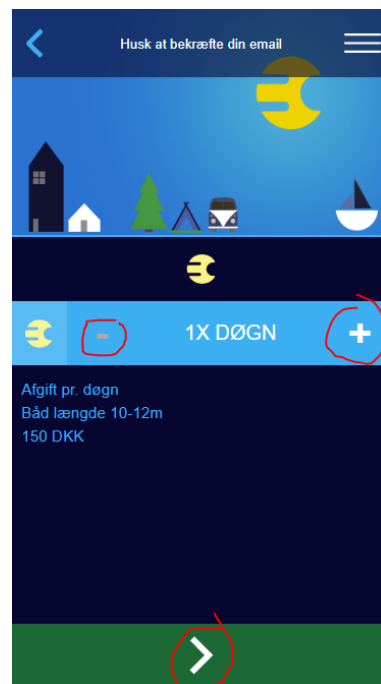 Husk at bekræfte din email
- 1X DØGN +
Afgift pr. døgn
Båd længde 10-12m
150 DKK